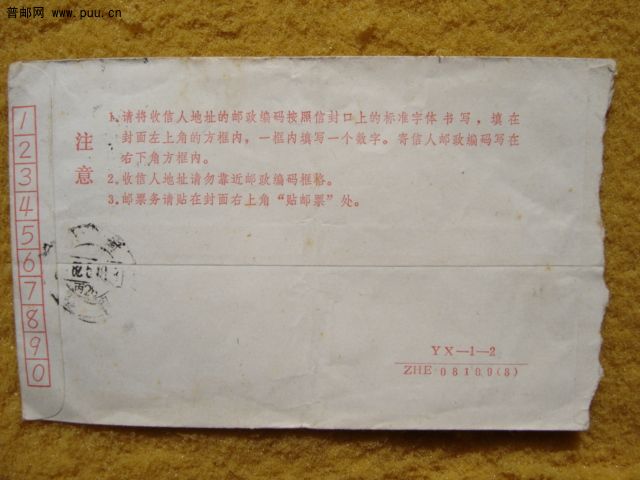 普邮网 www.puu.cn
1
2
3
4
5
6
7
8
9
0
注意
1.请将收信人地址的邮政编码按照信封口上的标准字体书写，填在
封面左上角的方框内，一框内填写一个数字。寄信人邮政编码写在
右下角方框内。
2.收信人地址请勿靠近邮政编码框格。
3.邮票务请贴在封面右上角“贴邮票”处。
YX—1—2
ZHE 08100(8)